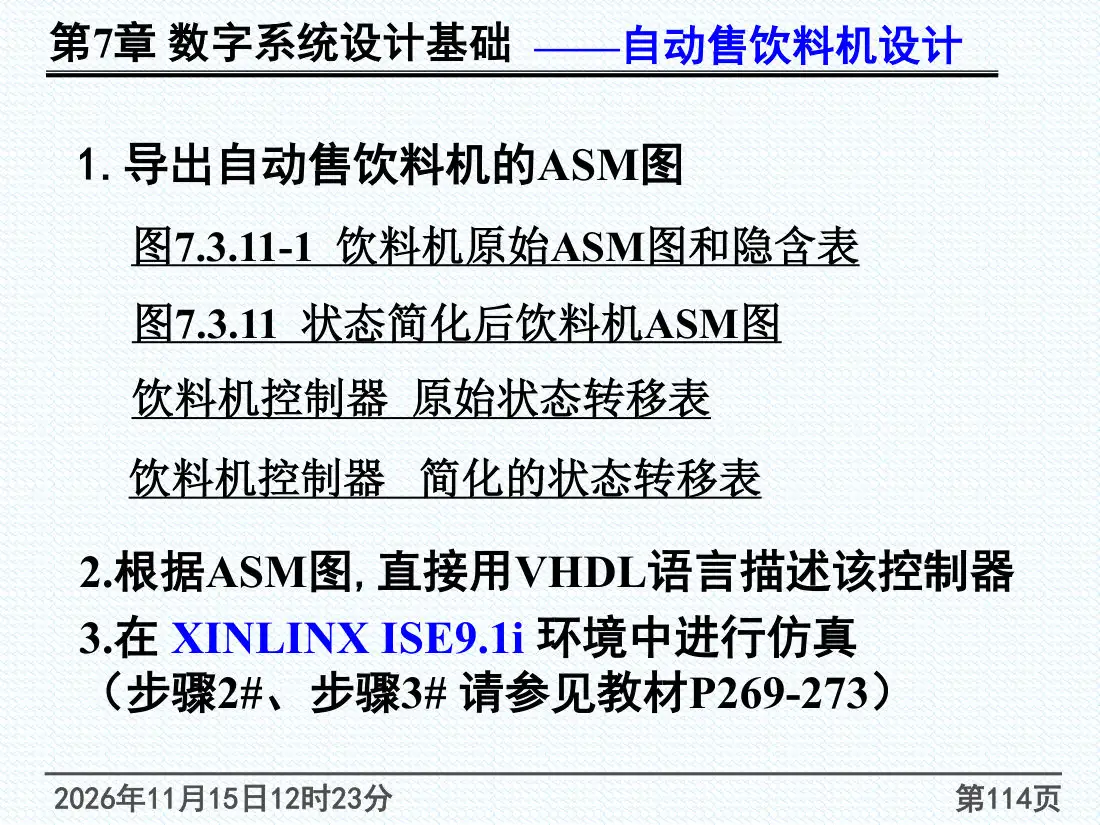 第7章 数字系统设计基础 ——自动售饮料机设计
1.导出自动售饮料机的ASM图
图7.3.11-1 饮料机原始ASM图和隐含表
图7.3.11 状态简化后饮料机ASM图
饮料机控制器 原始状态转移表
饮料机控制器 简化的状态转移表
2.根据ASM图,直接用VHDL语言描述该控制器
3.在 XINLINX ISE9.1i 环境中进行仿真
（步骤2#、步骤3# 请参见教材P269-273）
2026年11月15日12时23分 第114页